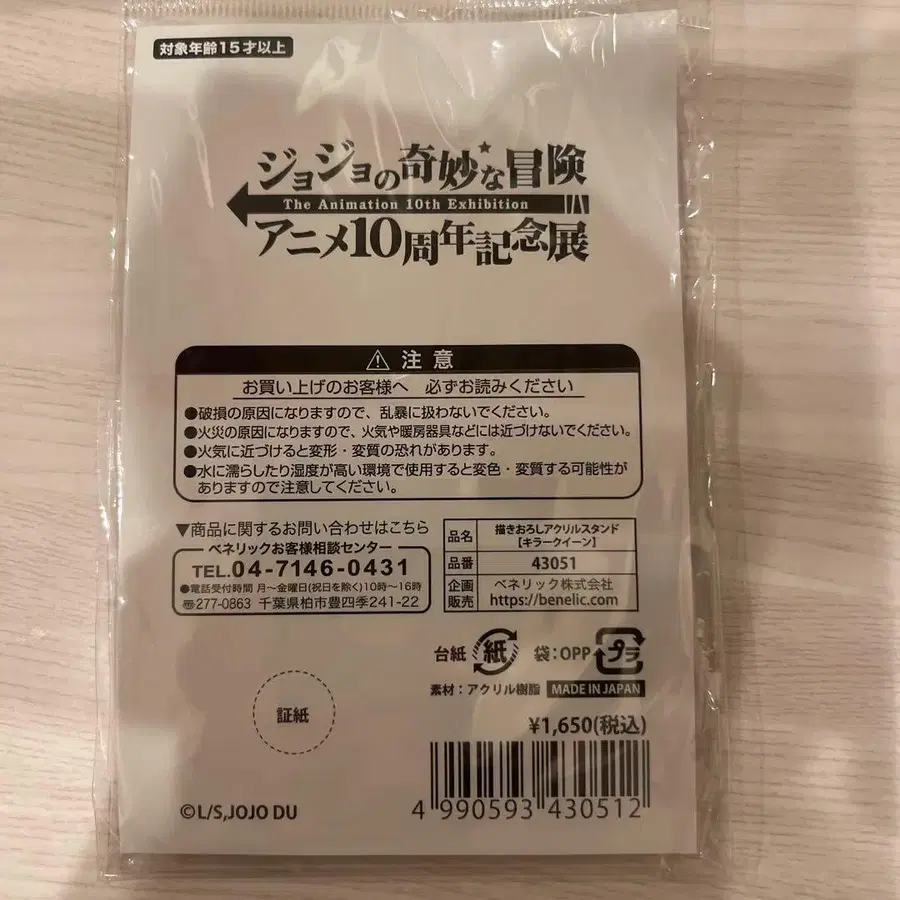 対象年齢15才以上
ジョジョの奇妙な冒険
The Animation 10th Exhibition
アニメ10周年記念展
注意
お買い上げのお客様へ 必ずお読みください
●破損の原因になりますので、乱暴に扱わないでください。
●火災の原因になりますので、火気や暖房器具などには近づけないでください。
●火気に近づけると変形・変質の恐れがあります。
●水に濡らしたり湿度が高い環境で使用すると変色・変質する可能性が
ありますので注意してください。
▼商品に関するお問い合わせはこちら
ベネリックお客様相談センター
TEL.04-7146-0431
●電話受付時間 月〜金曜日(祝日を除く)10時〜16時
〠277-0863 千葉県柏市豊四季241-22
品名 描きおろしアクリルスタンド
【キラークイーン】
品番 43051
企画 ベネリック株式会社
販売 https://benelic.com
台紙 紙 袋:OPP プラ
素材:アクリル樹脂 MADE IN JAPAN
証紙
¥1,650(税込)
©L/S,JOJO DU
4 990593 430512